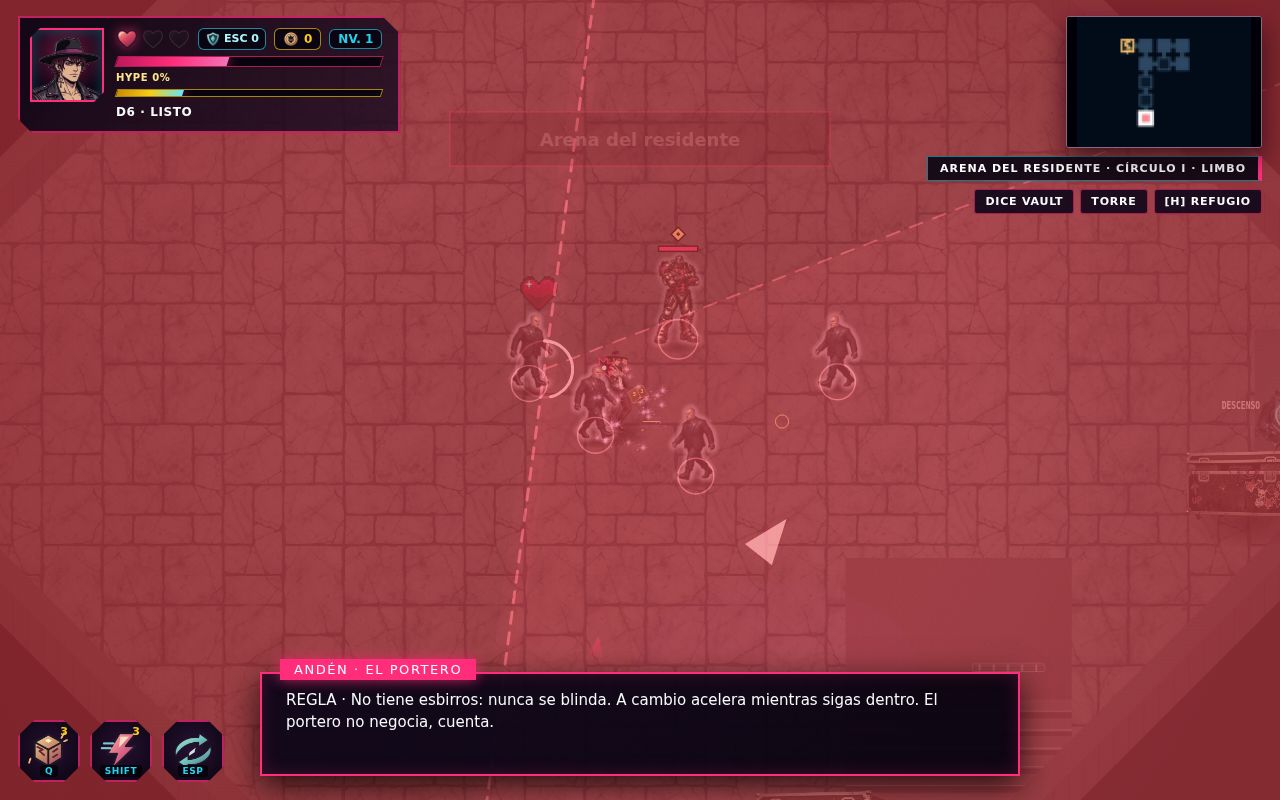 ESC 0
0
NV. 1
HYPE 0%
D6 · LISTO
Arena del residente
ARENA DEL RESIDENTE · CÍRCULO I · LIMBO
DICE VAULT
TORRE
[H] REFUGIO
DESCENSO
ANDÉN · EL PORTERO
REGLA · No tiene esbirros: nunca se blinda. A cambio acelera mientras sigas dentro. El
portero no negocia, cuenta.
3
Q
3
SHIFT
ESP